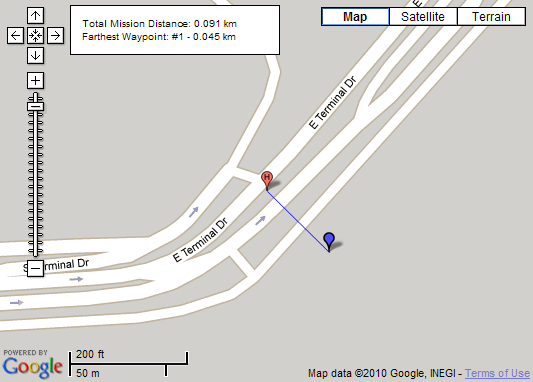 Total Mission Distance: 0.091 km
Farthest Waypoint: #1 - 0.045 km
Map
Satellite
Terrain
E
E Terminal Dr
H
E Terminal Dr
S Terminal Dr
POWERED BY
Google
200 ft
50 m
Map data ©2010 Google, INEGI - Terms of Use